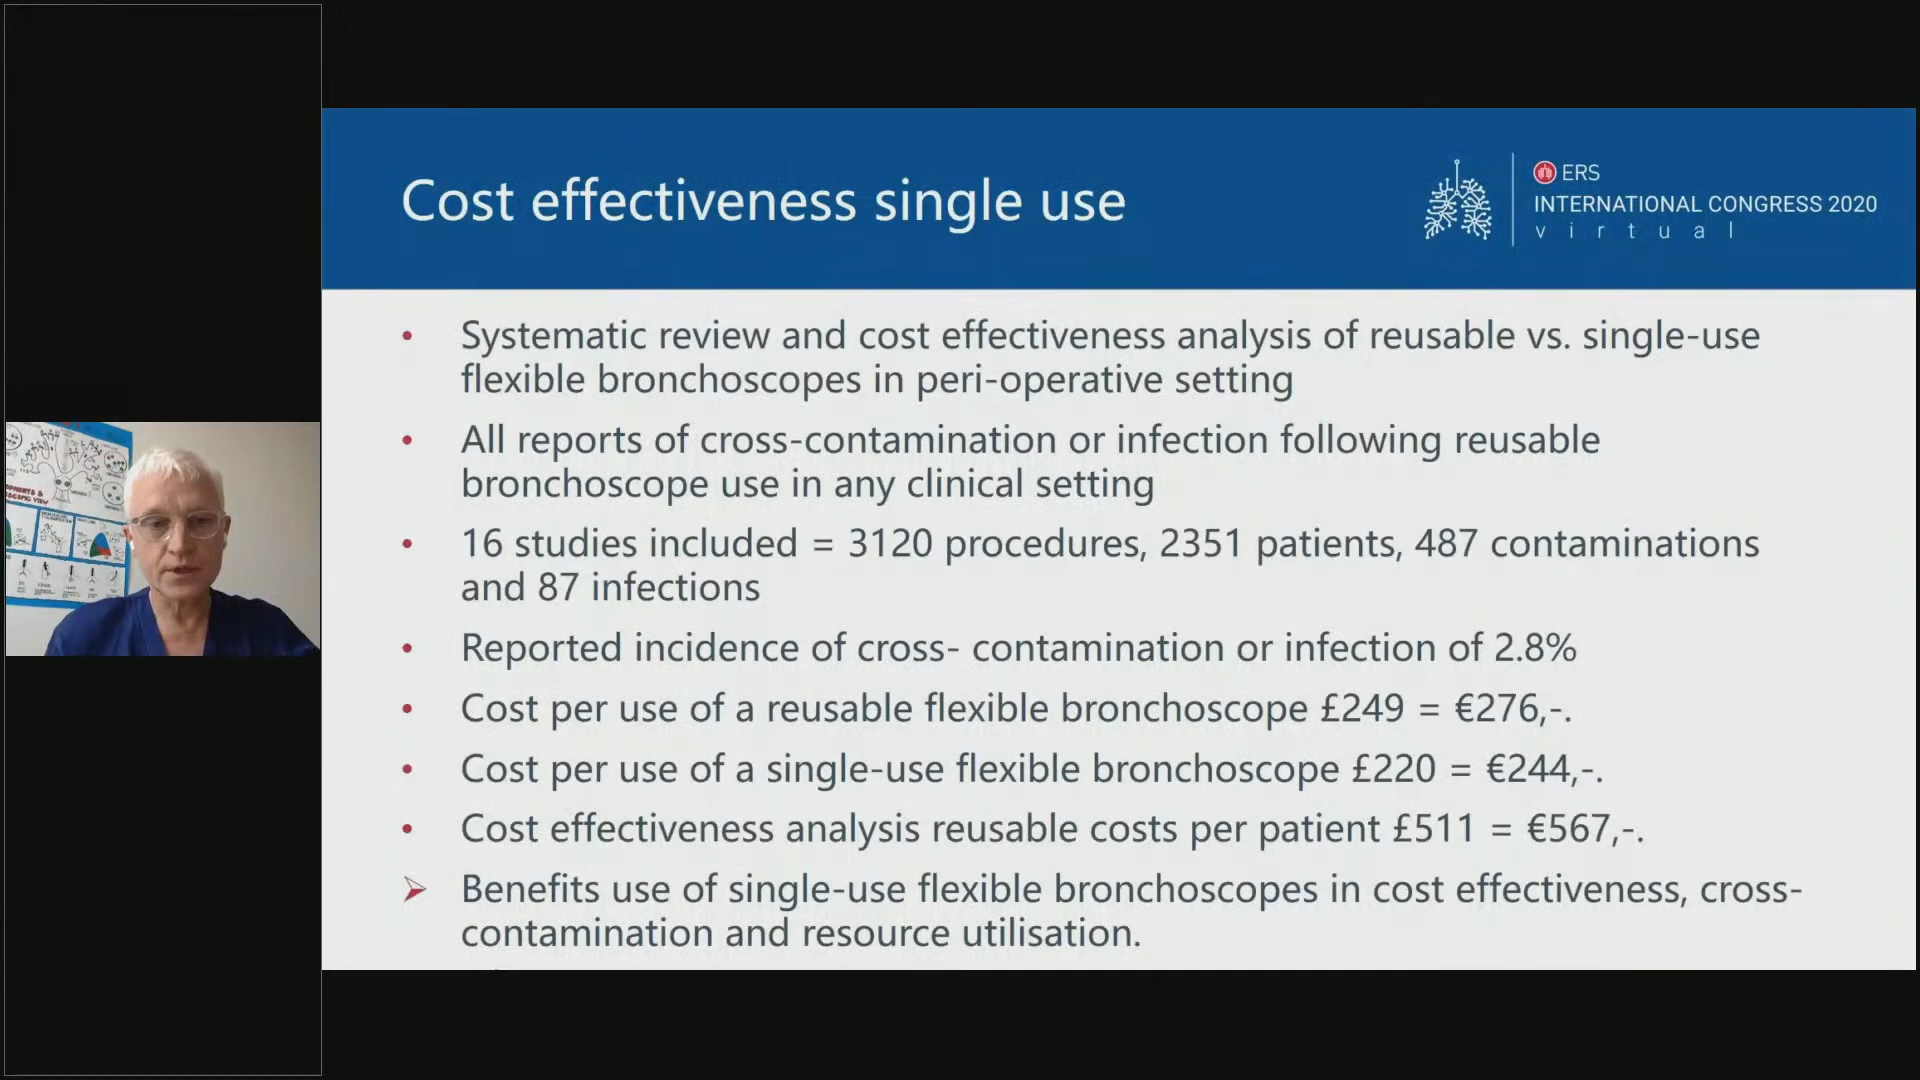 Cost effectiveness single use
ERS
INTERNATIONAL CONGRESS 2020
virtual
• Systematic review and cost effectiveness analysis of reusable vs. single-use
flexible bronchoscopes in peri-operative setting
• All reports of cross-contamination or infection following reusable
bronchoscope use in any clinical setting
• 16 studies included = 3120 procedures, 2351 patients, 487 contaminations
and 87 infections
• Reported incidence of cross- contamination or infection of 2.8%
• Cost per use of a reusable flexible bronchoscope £249 = €276,-.
• Cost per use of a single-use flexible bronchoscope £220 = €244,-.
• Cost effectiveness analysis reusable costs per patient £511 = €567,-.
➢ Benefits use of single-use flexible bronchoscopes in cost effectiveness, cross-
contamination and resource utilisation.